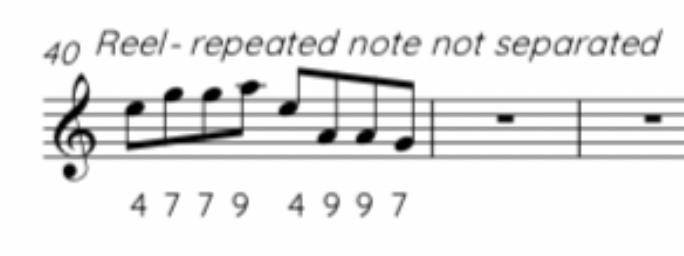 40 Reel - repeated note not separated
4 7 7 9 4 9 9 7